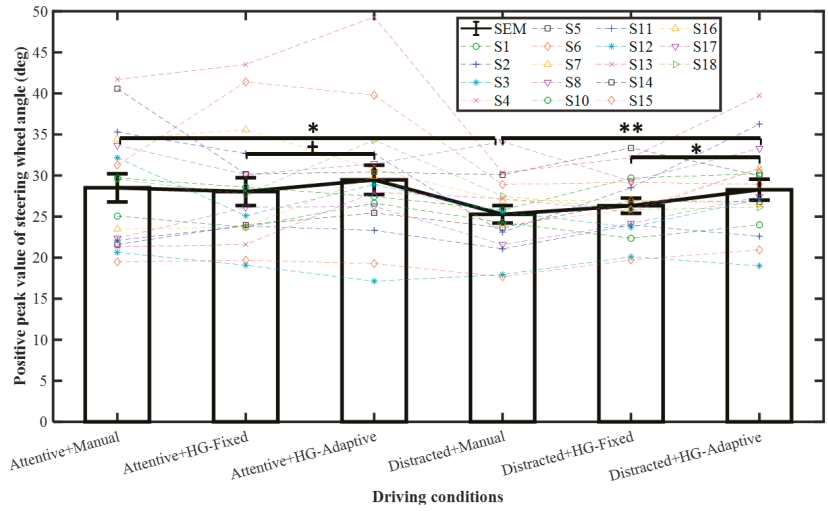 Positive peak value of steering wheel angle (deg)
50
45
40
35
30
25
20
15
10
5
0
SEM S5 S11 S16
S1 S6 S12 S17
S2 S7 S13 S18
S3 S8 S14
S4 S10 S15
*
**
+
*
Attentive+Manual
Attentive+HG-Fixed
Attentive+HG-Adaptive
Distracted+Manual
Distracted+HG-Fixed
Distracted+HG-Adaptive
Driving conditions